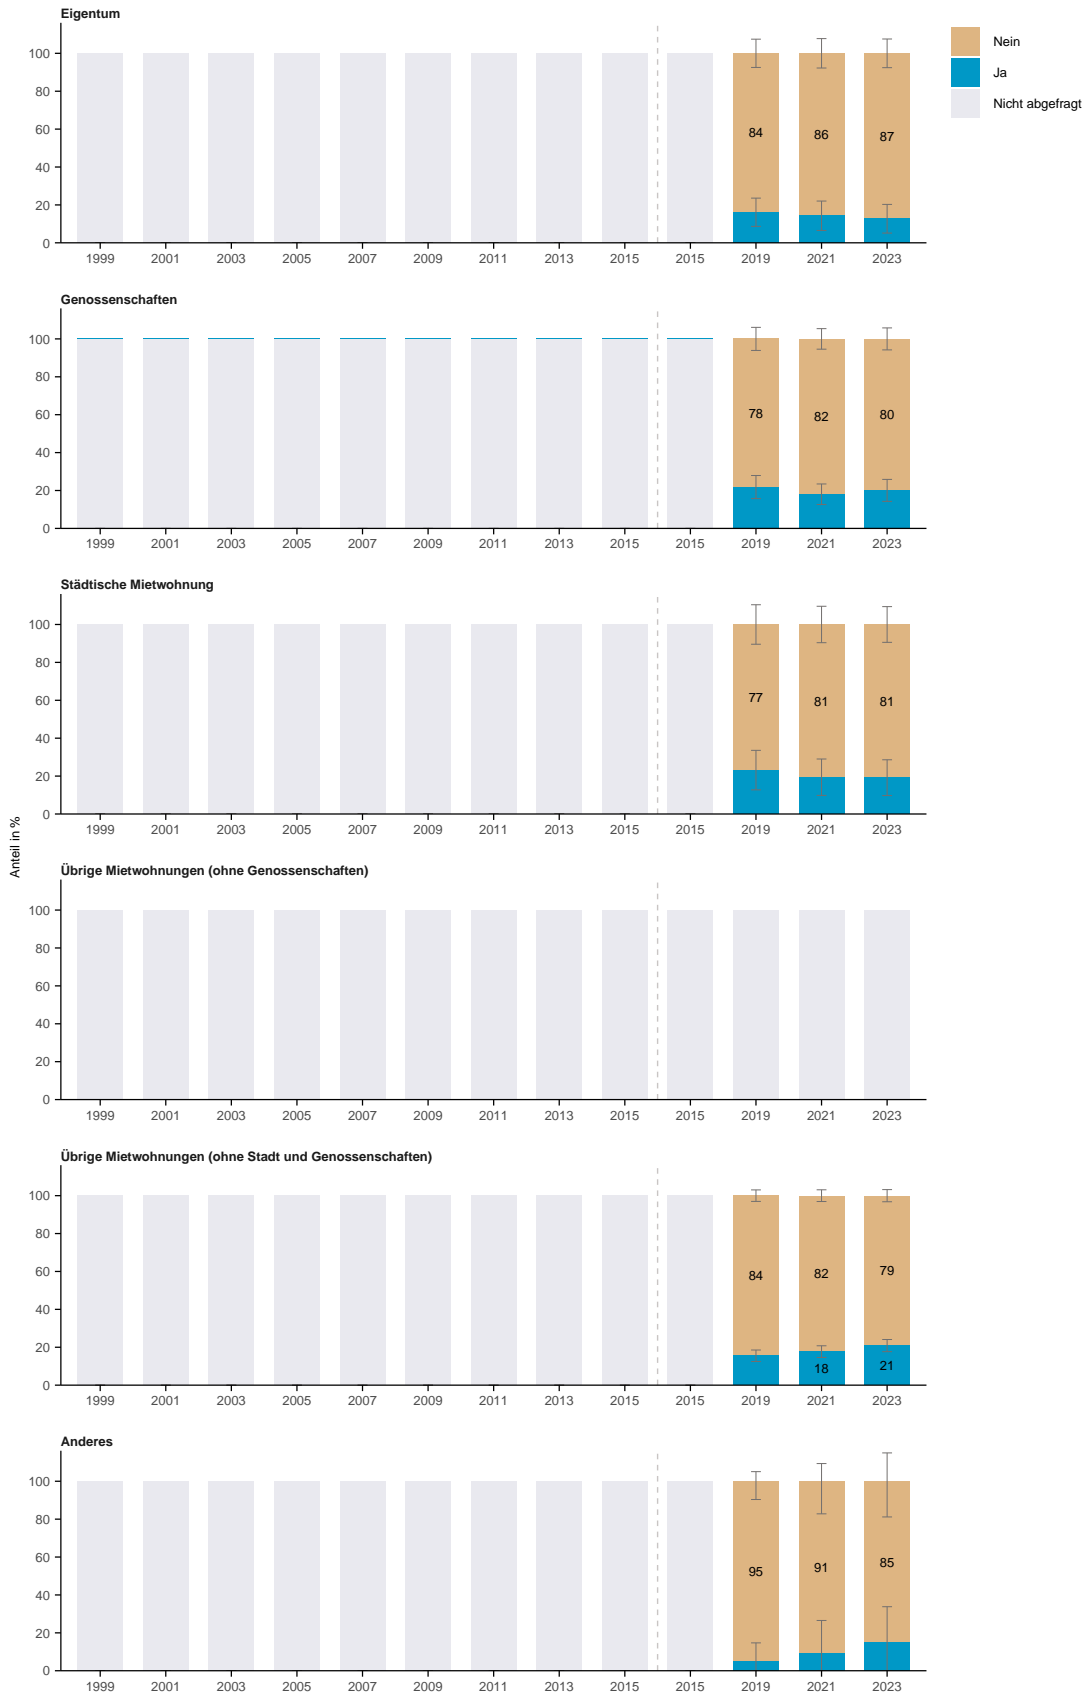 Eigentum
Nein
Ja
Nicht abgefragt
100
80
60
40
20
0
84 86 87
1999 2001 2003 2005 2007 2009 2011 2013 2015 2015 2019 2021 2023
Genossenschaften
100
80
60
40
20
0
78 82 80
1999 2001 2003 2005 2007 2009 2011 2013 2015 2015 2019 2021 2023
Städtische Mietwohnung
100
80
60
40
20
0
77 81 81
1999 2001 2003 2005 2007 2009 2011 2013 2015 2015 2019 2021 2023
Anteil in %
Übrige Mietwohnungen (ohne Genossenschaften)
100
80
60
40
20
0
1999 2001 2003 2005 2007 2009 2011 2013 2015 2015 2019 2021 2023
Übrige Mietwohnungen (ohne Stadt und Genossenschaften)
100
80
60
40
20
0
84 82 79
18 21
1999 2001 2003 2005 2007 2009 2011 2013 2015 2015 2019 2021 2023
Anderes
100
80
60
40
20
0
95 91 85
1999 2001 2003 2005 2007 2009 2011 2013 2015 2015 2019 2021 2023